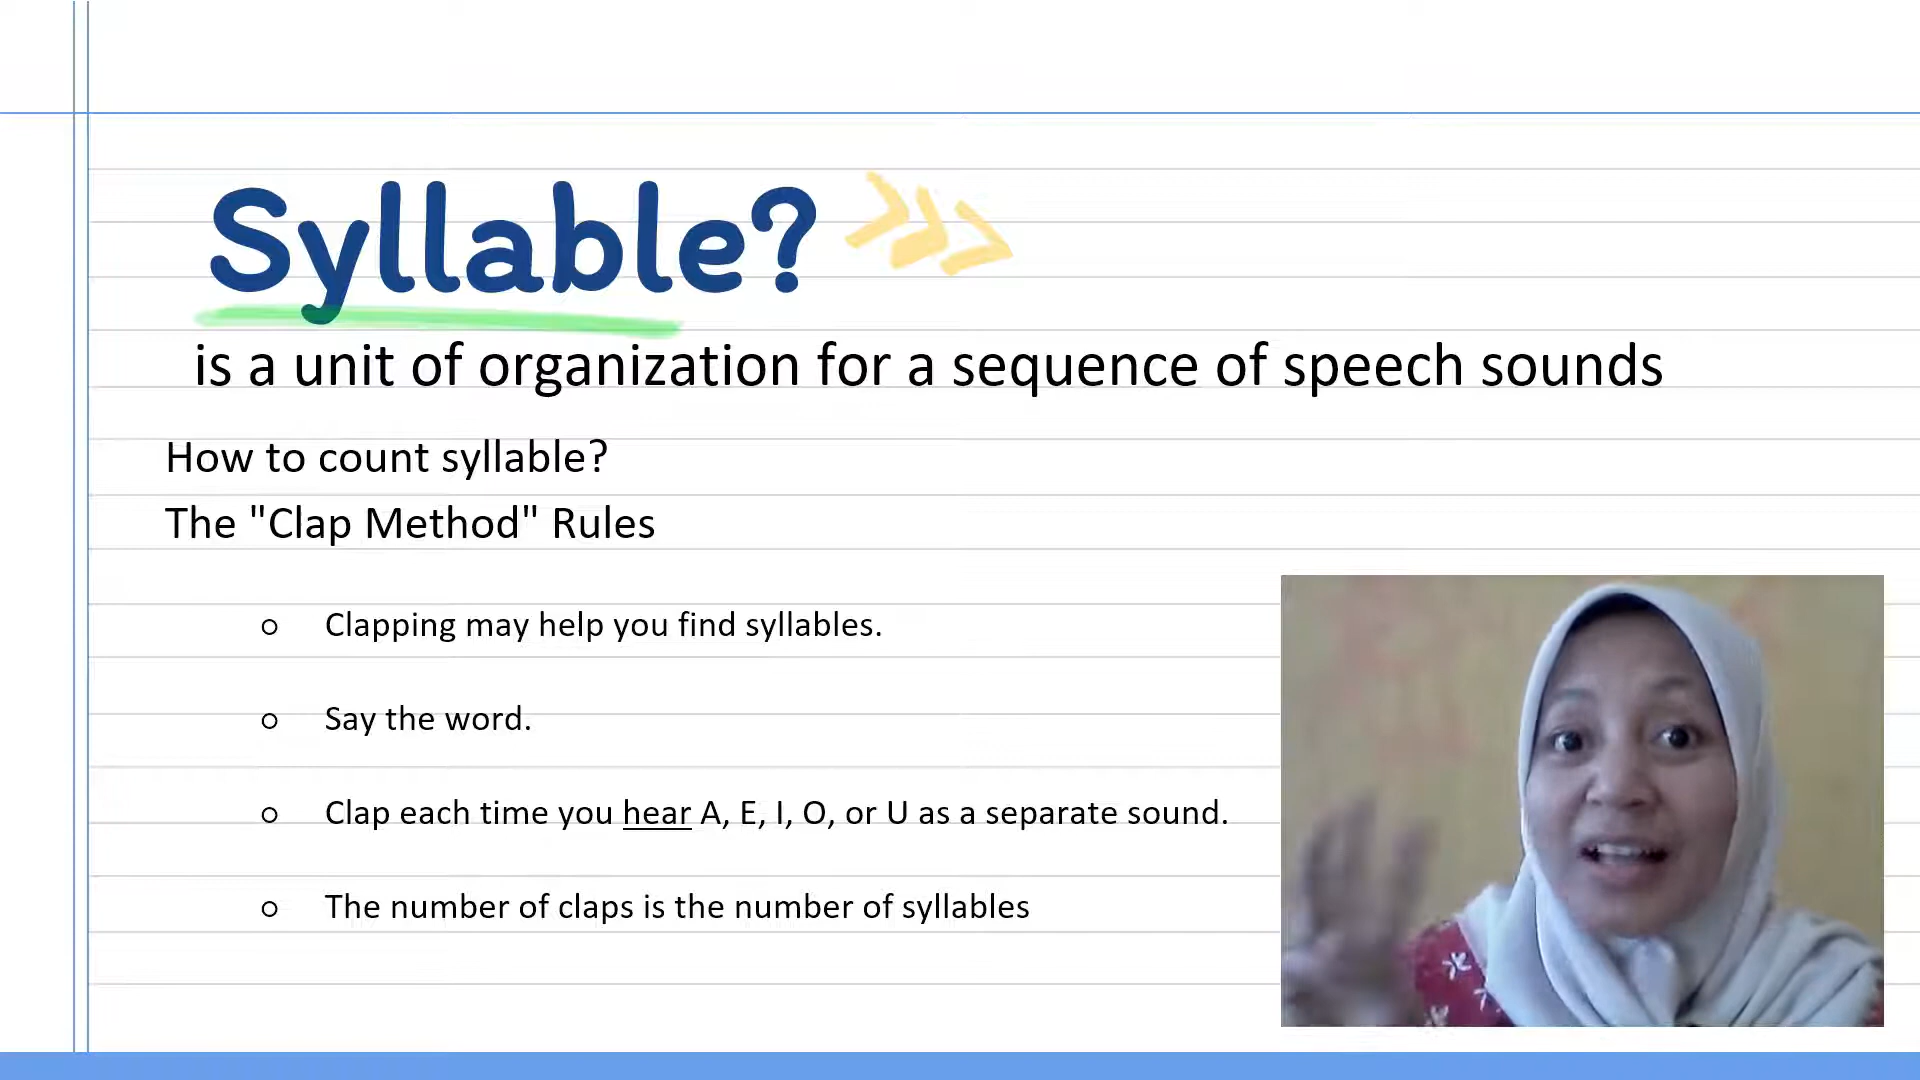 Syllable?
is a unit of organization for a sequence of speech sounds
How to count syllable?
The "Clap Method" Rules
Clapping may help you find syllables.
Say the word.
Clap each time you hear A, E, I, O, or U as a separate sound.
The number of claps is the number of syllables